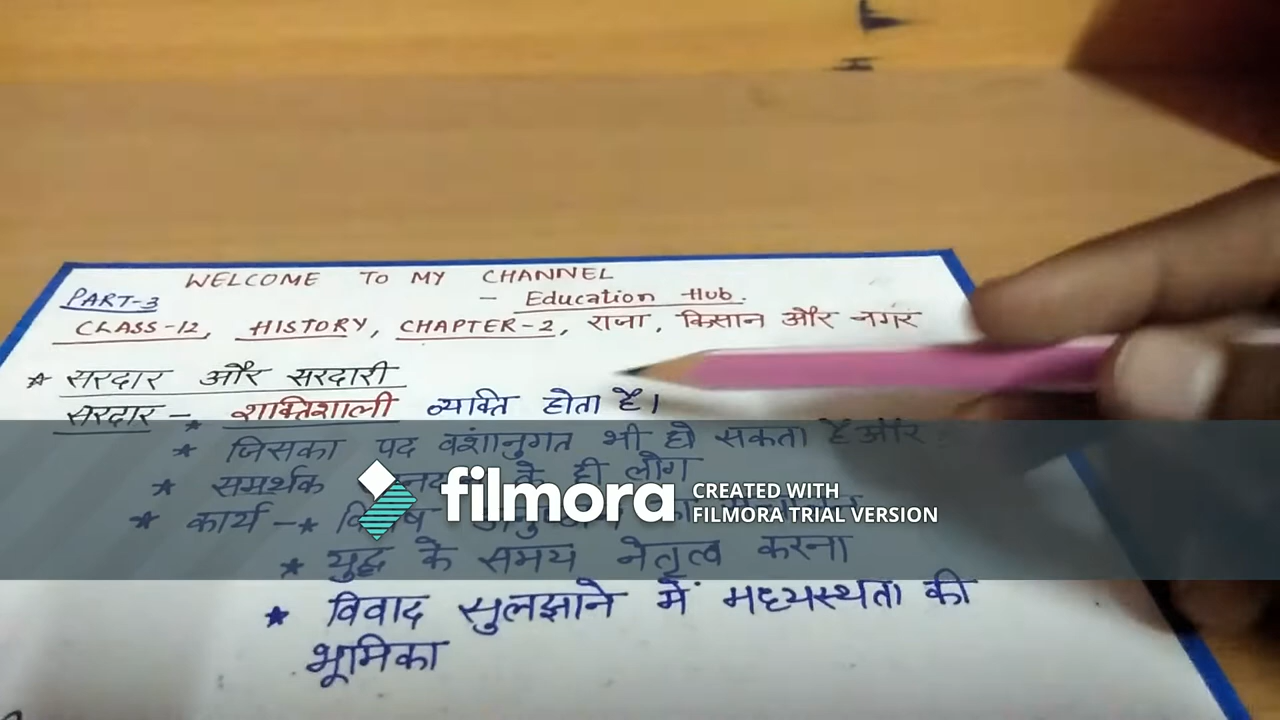 WELCOME TO MY CHANNEL
PART-3
- Education Hub.
CLASS-12, HISTORY, CHAPTER-2, राजा, किसान और नगर
* सरदार और सरदारी
सरदार - * शाक्तिशाली व्याक्ति होता है।
* जिसका पद वंशानुगत भी हो सकता है और
* समर्थक के ही लोग
* कार्य - *
* युद्ध के समय नेतृत्व करना
* विवाद सुलझाने में मध्यस्थता की
भूमिका
filmora
CREATED WITH
FILMORA TRIAL VERSION